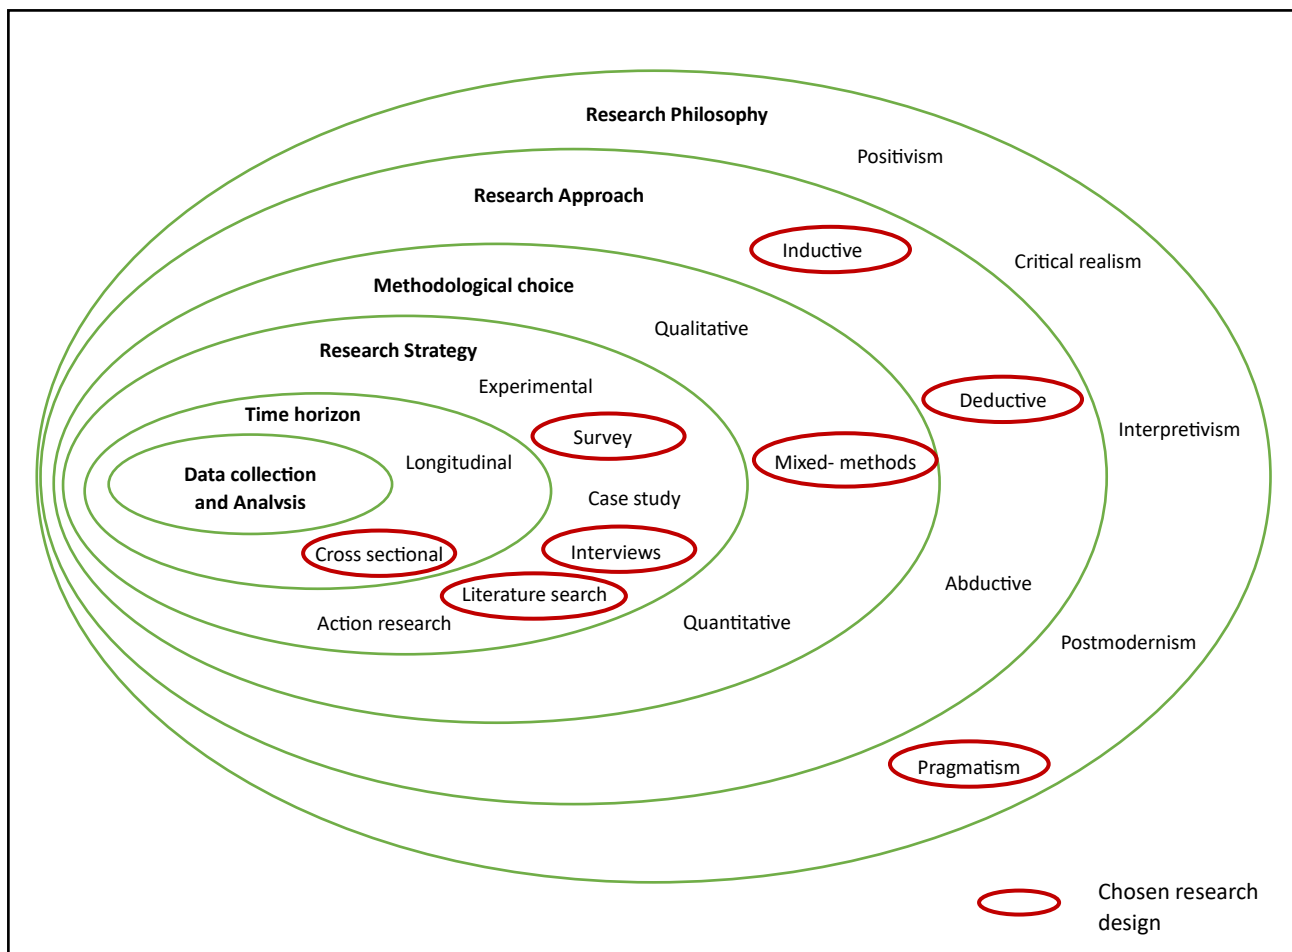 Research Philosophy
Positivism
Research Approach
Inductive
Critical realism
Methodological choice
Qualitative
Research Strategy
Experimental
Deductive
Time horizon
Survey
Interpretivism
Longitudinal
Mixed- methods
Data collection
and Analysis
Case study
Cross sectional
Interviews
Literature search
Abductive
Action research
Quantitative
Postmodernism
Pragmatism
Chosen research
design